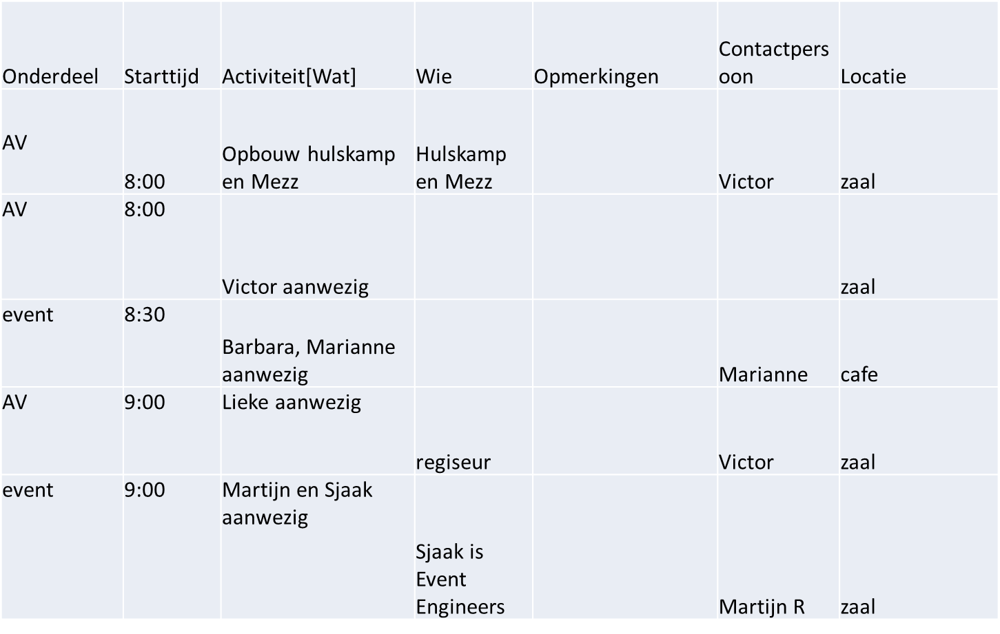 Onderdeel Starttijd Activiteit[Wat] Wie Opmerkingen Contactpers
oon Locatie
AV
8:00 Opbouw hulskamp
en Mezz Hulskamp
en Mezz Victor zaal
AV 8:00
Victor aanwezig zaal
event 8:30
Barbara, Marianne
aanwezig Marianne cafe
AV 9:00 Lieke aanwezig
regiseur Victor zaal
event 9:00 Martijn en Sjaak
aanwezig
Sjaak is
Event
Engineers Martijn R zaal